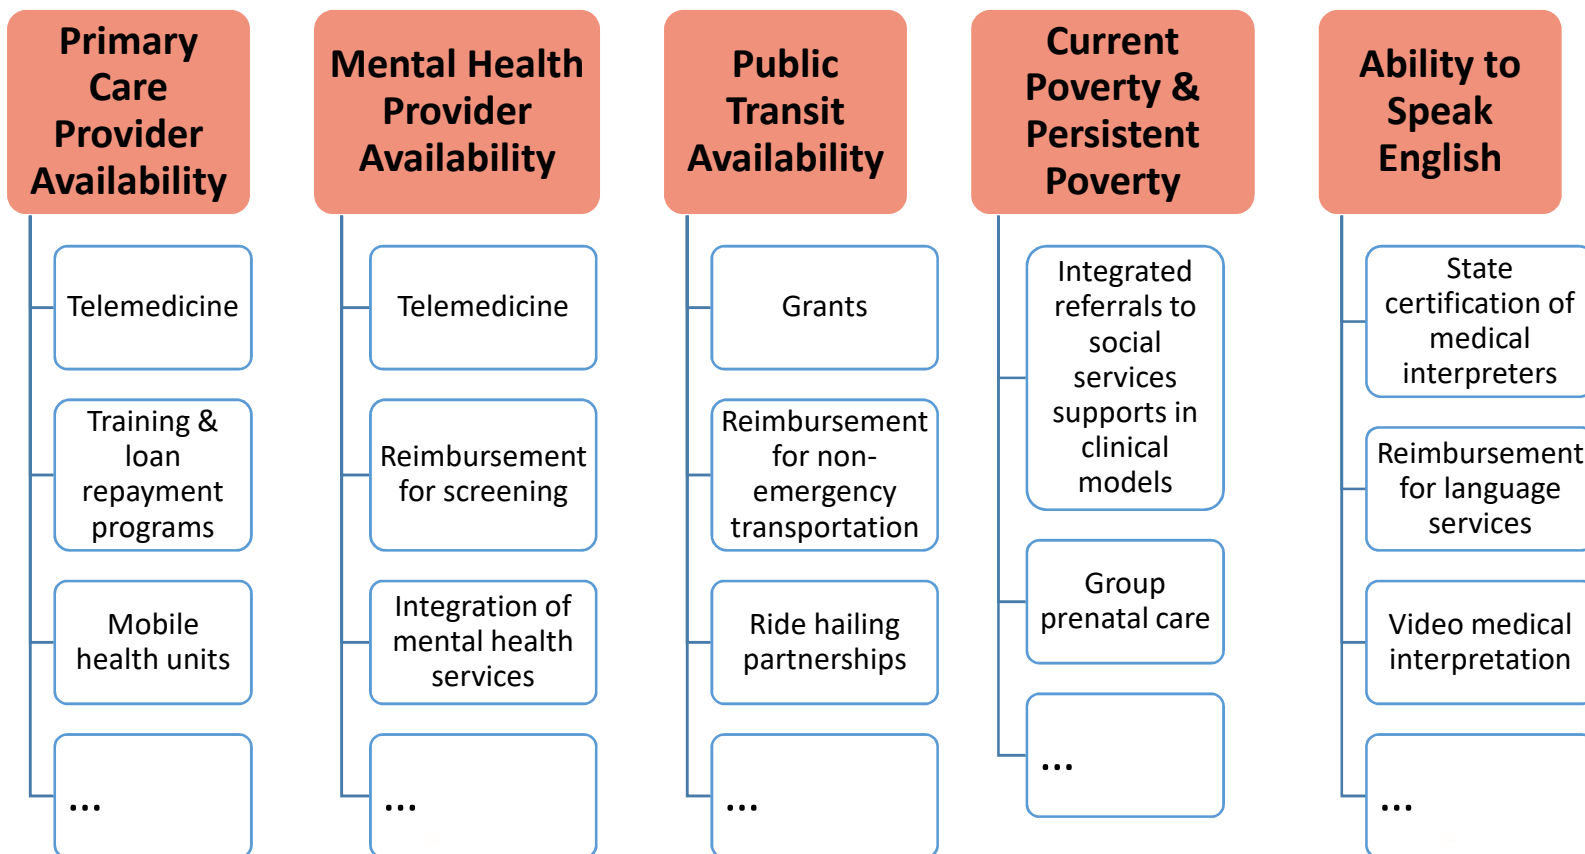 Primary
Care
Provider
Availability
Telemedicine
Training &
loan
repayment
programs
Mobile
health units
...
Mental Health
Provider
Availability
Telemedicine
Reimbursement
for screening
Integration of
mental health
services
...
Public
Transit
Availability
Grants
Reimbursement
for non-
emergency
transportation
Ride hailing
partnerships
...
Current
Poverty &
Persistent
Poverty
Integrated
referrals to
social
services
supports in
clinical
models
Group
prenatal care
...
Ability to
Speak
English
State
certification of
medical
interpreters
Reimbursement
for language
services
Video medical
interpretation
...